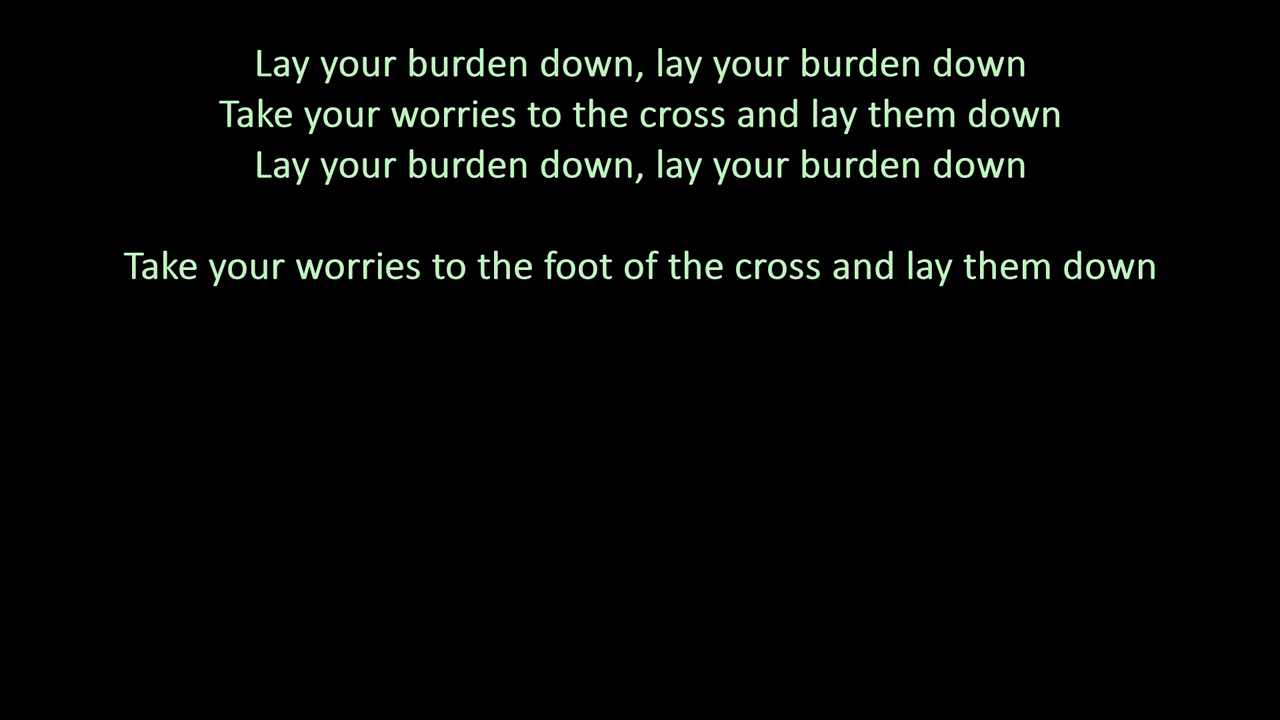 Lay your burden down, lay your burden down
Take your worries to the cross and lay them down
Lay your burden down, lay your burden down
Take your worries to the foot of the cross and lay them down